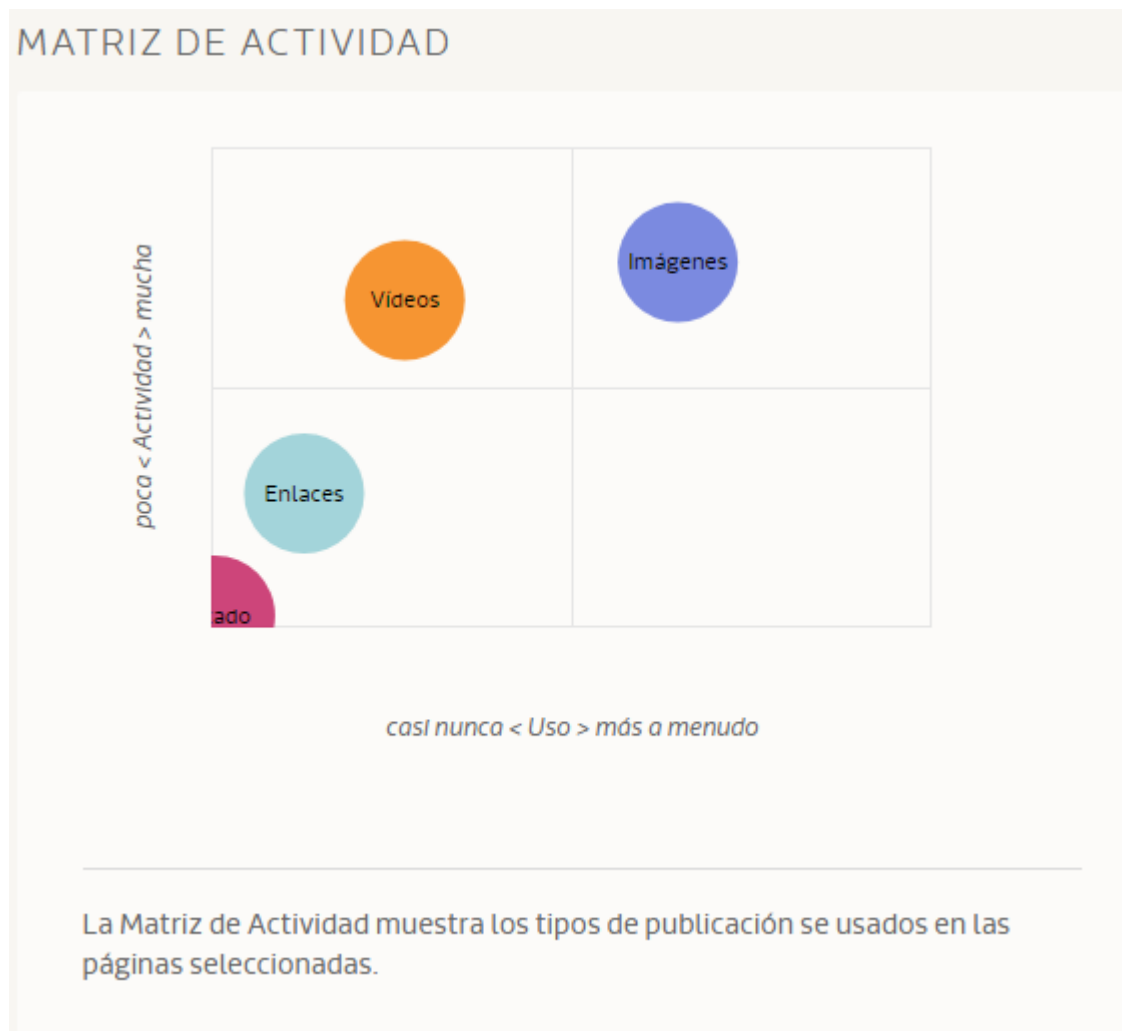 MATRIZ DE ACTIVIDAD
poca < Actividad > mucha
Vídeos
Imágenes
Enlaces
ado
casi nunca < Uso > más a menudo
La Matriz de Actividad muestra los tipos de publicación se usados en las
páginas seleccionadas.